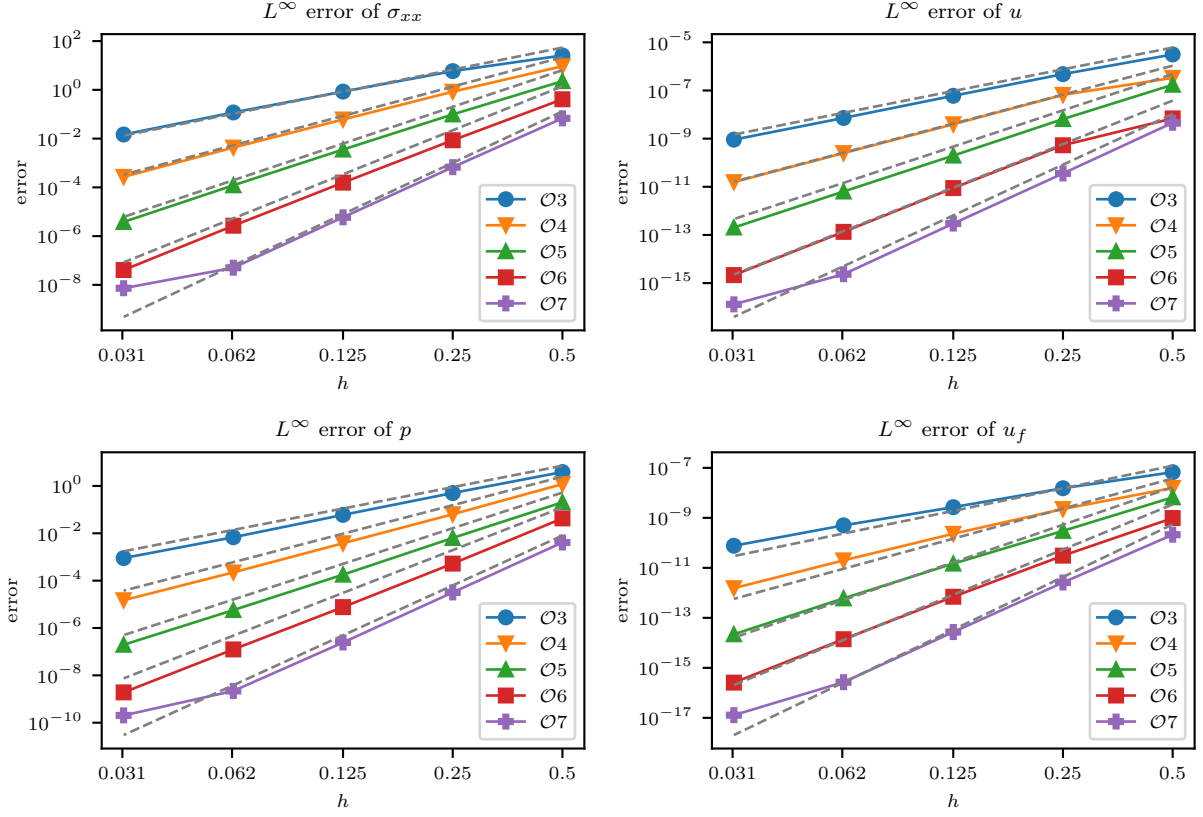 L∞ error of σxx
error
10²
10⁰
10⁻²
10⁻⁴
10⁻⁶
10⁻⁸
0.031 0.062 0.125 0.25 0.5
h
𝒪3
𝒪4
𝒪5
𝒪6
𝒪7
L∞ error of u
error
10⁻⁵
10⁻⁷
10⁻⁹
10⁻¹¹
10⁻¹³
10⁻¹⁵
0.031 0.062 0.125 0.25 0.5
h
𝒪3
𝒪4
𝒪5
𝒪6
𝒪7
L∞ error of p
error
10⁰
10⁻²
10⁻⁴
10⁻⁶
10⁻⁸
10⁻¹⁰
0.031 0.062 0.125 0.25 0.5
h
𝒪3
𝒪4
𝒪5
𝒪6
𝒪7
L∞ error of uf
error
10⁻⁷
10⁻⁹
10⁻¹¹
10⁻¹³
10⁻¹⁵
10⁻¹⁷
0.031 0.062 0.125 0.25 0.5
h
𝒪3
𝒪4
𝒪5
𝒪6
𝒪7